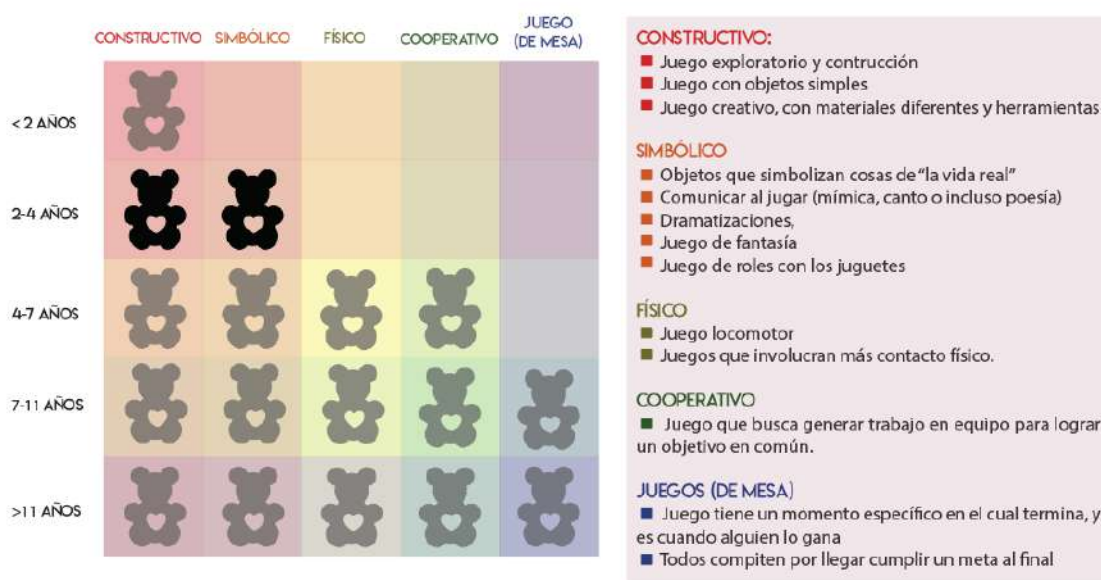 CONSTRUCTIVO SIMBÓLICO FÍSICO COOPERATIVO JUEGO (DE MESA)
< 2 AÑOS
2-4 AÑOS
4-7 AÑOS
7-11 AÑOS
>11 AÑOS
CONSTRUCTIVO:
Juego exploratorio y contrucción
Juego con objetos simples
Juego creativo, con materiales diferentes y herramientas
SIMBÓLICO
Objetos que simbolizan cosas de “la vida real”
Comunicar al jugar (mímica, canto o incluso poesía)
Dramatizaciones,
Juego de fantasía
Juego de roles con los juguetes
FÍSICO
Juego locomotor
Juegos que involucran más contacto físico.
COOPERATIVO
Juego que busca generar trabajo en equipo para lograr
un objetivo en común.
JUEGOS (DE MESA)
Juego tiene un momento específico en el cual termina, y
es cuando alguien lo gana
Todos compiten por llegar cumplir un meta al final